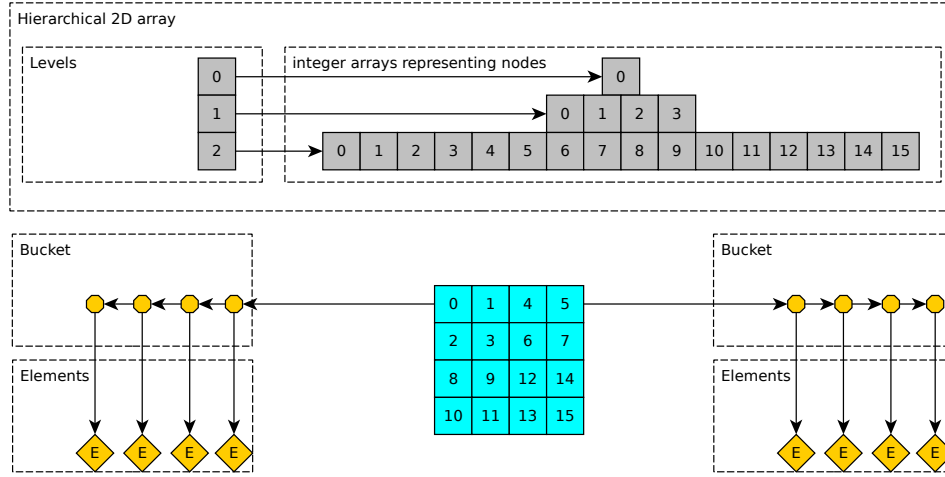 Hierarchical 2D array
Levels
integer arrays representing nodes
0
0
1
0 1 2 3
2
0 1 2 3 4 5 6 7 8 9 10 11 12 13 14 15
Bucket
Bucket
0 1 4 5
2 3 6 7
Elements
Elements
8 9 12 14
10 11 13 15
E E E E
E E E E